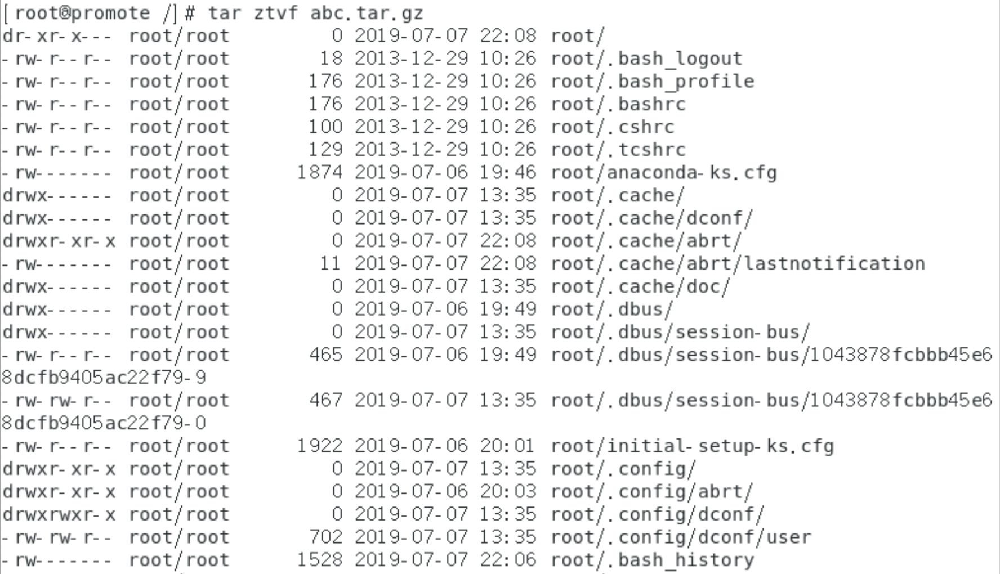 [root@promote /]# tar ztvf abc.tar.gz
dr-xr-x--- root/root         0 2019-07-07 22:08 root/
-rw-r--r-- root/root        18 2013-12-29 10:26 root/.bash_logout
-rw-r--r-- root/root       176 2013-12-29 10:26 root/.bash_profile
-rw-r--r-- root/root       176 2013-12-29 10:26 root/.bashrc
-rw-r--r-- root/root       100 2013-12-29 10:26 root/.cshrc
-rw-r--r-- root/root       129 2013-12-29 10:26 root/.tcshrc
-rw------- root/root      1874 2019-07-06 19:46 root/anaconda-ks.cfg
drwx------ root/root         0 2019-07-07 13:35 root/.cache/
drwx------ root/root         0 2019-07-07 13:35 root/.cache/dconf/
drwxr-xr-x root/root         0 2019-07-07 22:08 root/.cache/abrt/
-rw------- root/root        11 2019-07-07 22:08 root/.cache/abrt/lastnotification
drwx------ root/root         0 2019-07-07 13:35 root/.cache/doc/
drwx------ root/root         0 2019-07-06 19:49 root/.dbus/
drwx------ root/root         0 2019-07-07 13:35 root/.dbus/session-bus/
-rw-r--r-- root/root       465 2019-07-06 19:49 root/.dbus/session-bus/1043878fcbbb45e6
8dcfb9405ac22f79-9
-rw-rw-r-- root/root       467 2019-07-07 13:35 root/.dbus/session-bus/1043878fcbbb45e6
8dcfb9405ac22f79-0
-rw-r--r-- root/root      1922 2019-07-06 20:01 root/initial-setup-ks.cfg
drwxr-xr-x root/root         0 2019-07-07 13:35 root/.config/
drwxr-xr-x root/root         0 2019-07-06 20:03 root/.config/abrt/
drwxrwxr-x root/root         0 2019-07-07 13:35 root/.config/dconf/
-rw-rw-r-- root/root       702 2019-07-07 13:35 root/.config/dconf/user
-rw------- root/root      1528 2019-07-07 22:06 root/.bash_history